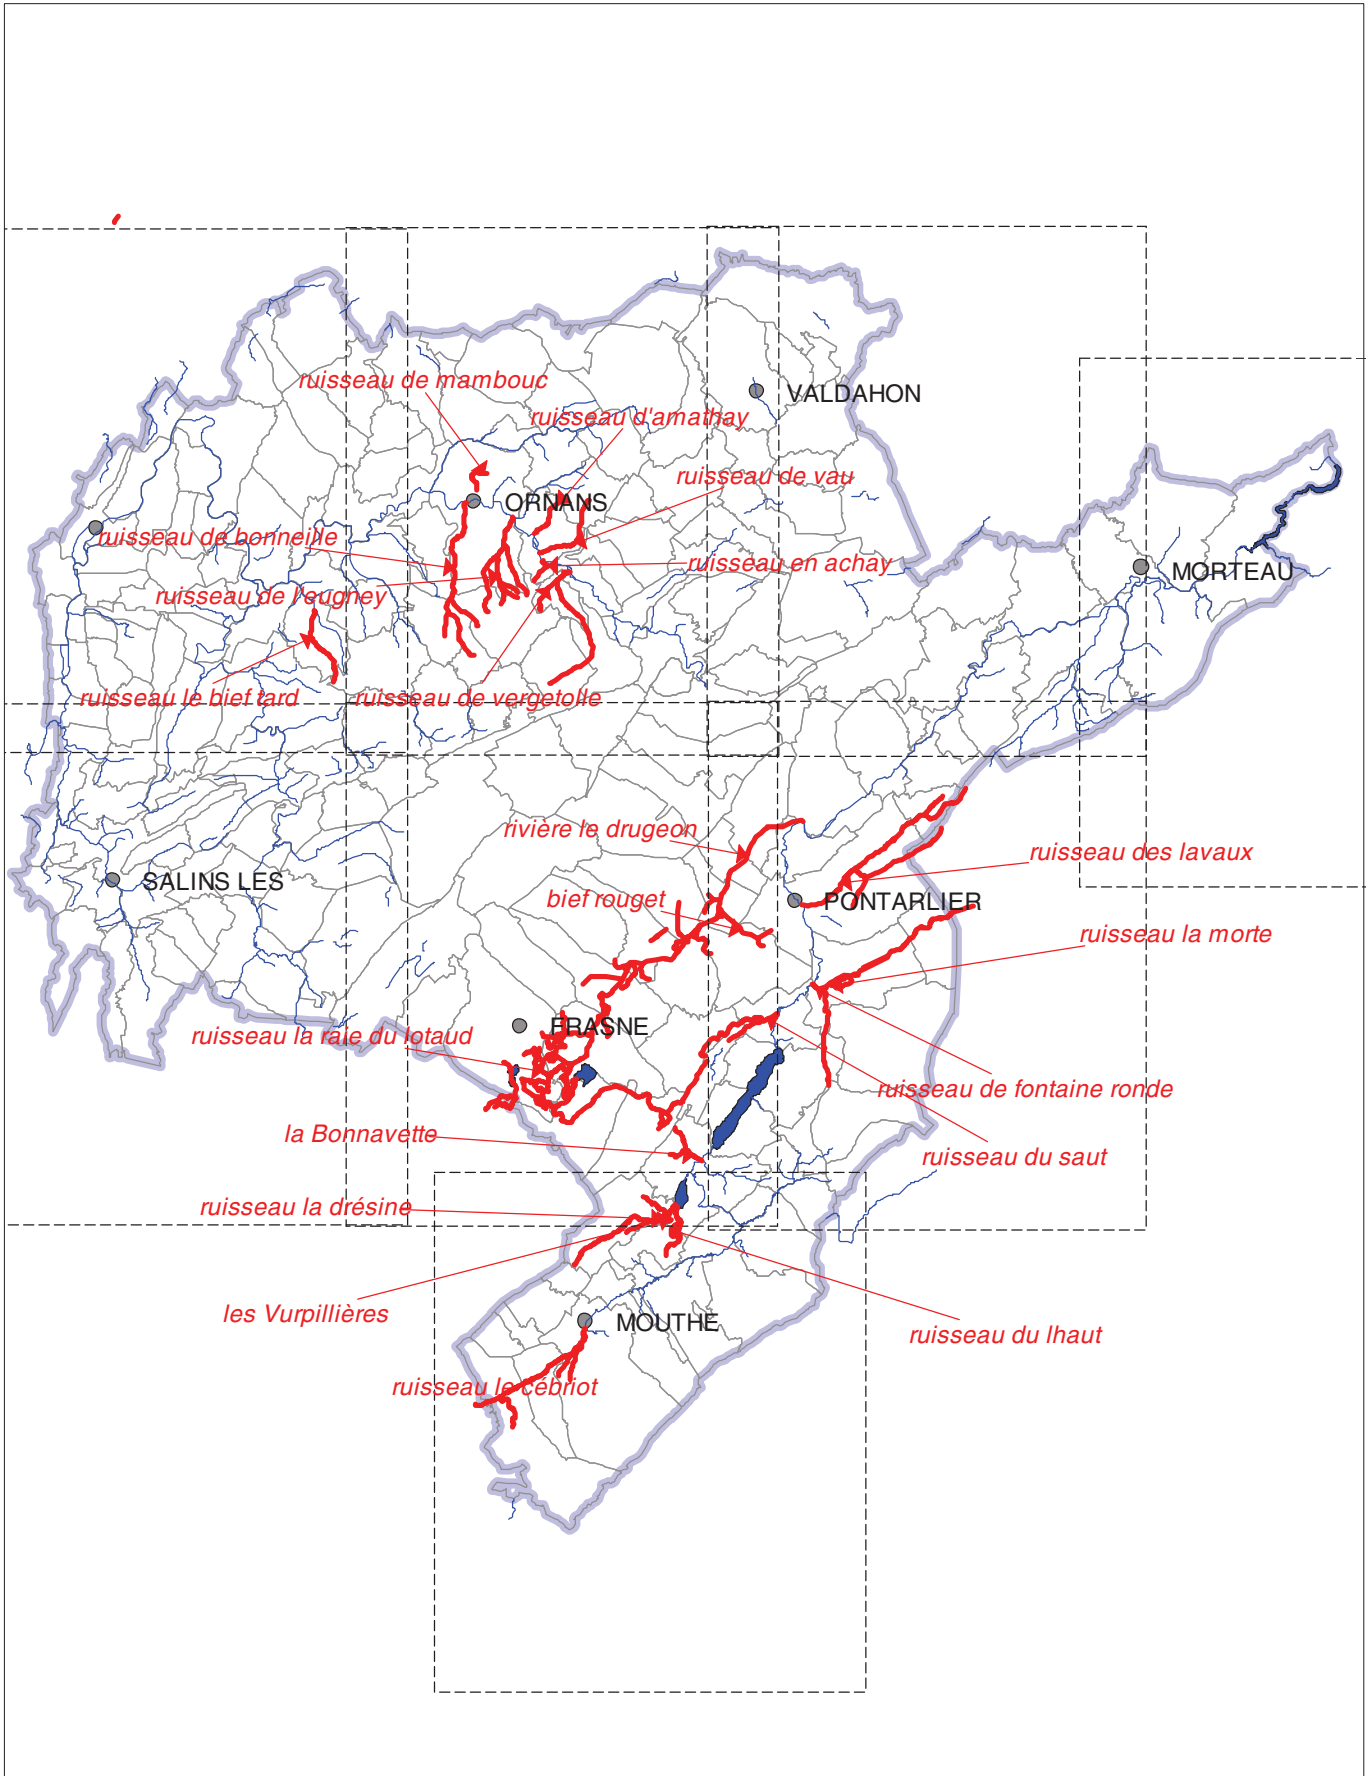 ruisseau de mambouc
VALDAHON
ruisseau d'amathay
ruisseau de vau
ORNANS
ruisseau de bonneille
ruisseau en achay
MORTEAU
ruisseau de l'eugney
ruisseau le bief tard
ruisseau de vergetolle
rivière le drugeon
ruisseau des lavaux
SALINS LES
bief rouget
PONTARLIER
ruisseau la morte
FRASNE
ruisseau la raie du lotaud
ruisseau de fontaine ronde
la Bonnavette
ruisseau du saut
ruisseau la drésine
les Vurpillières
MOUTHE
ruisseau du lhaut
ruisseau le cébriot